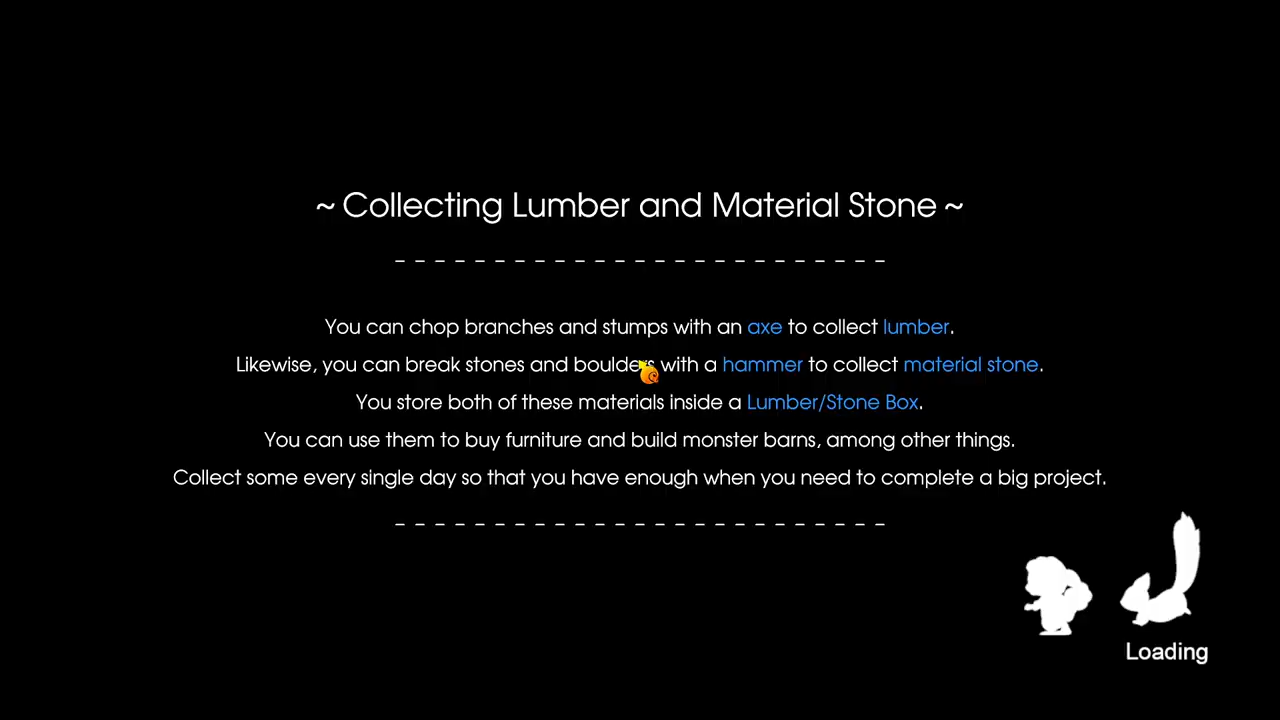 ~ Collecting Lumber and Material Stone ~
You can chop branches and stumps with an axe to collect lumber.
Likewise, you can break stones and boulders with a hammer to collect material stone.
You store both of these materials inside a Lumber/Stone Box.
You can use them to buy furniture and build monster barns, among other things.
Collect some every single day so that you have enough when you need to complete a big project.
Loading